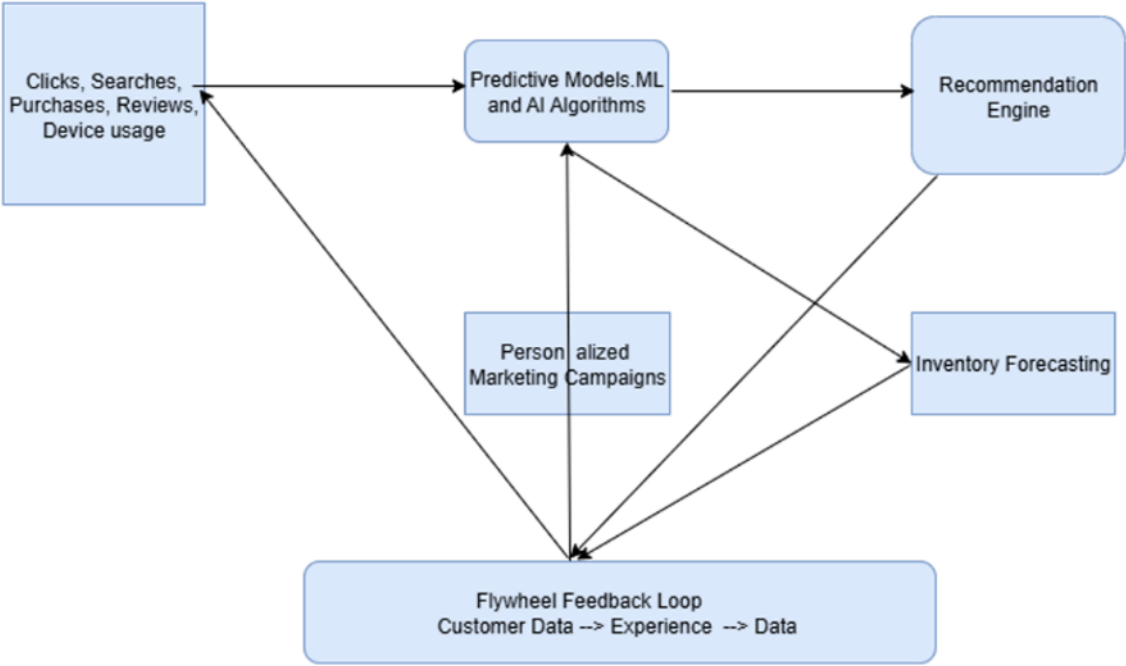 Clicks, Searches,
Purchases, Reviews,
Device usage
Predictive Models.ML
and AI Algorithms
Recommendation
Engine
Person alized
Marketing Campaigns
Inventory Forecasting
Flywheel Feedback Loop
Customer Data --> Experience --> Data